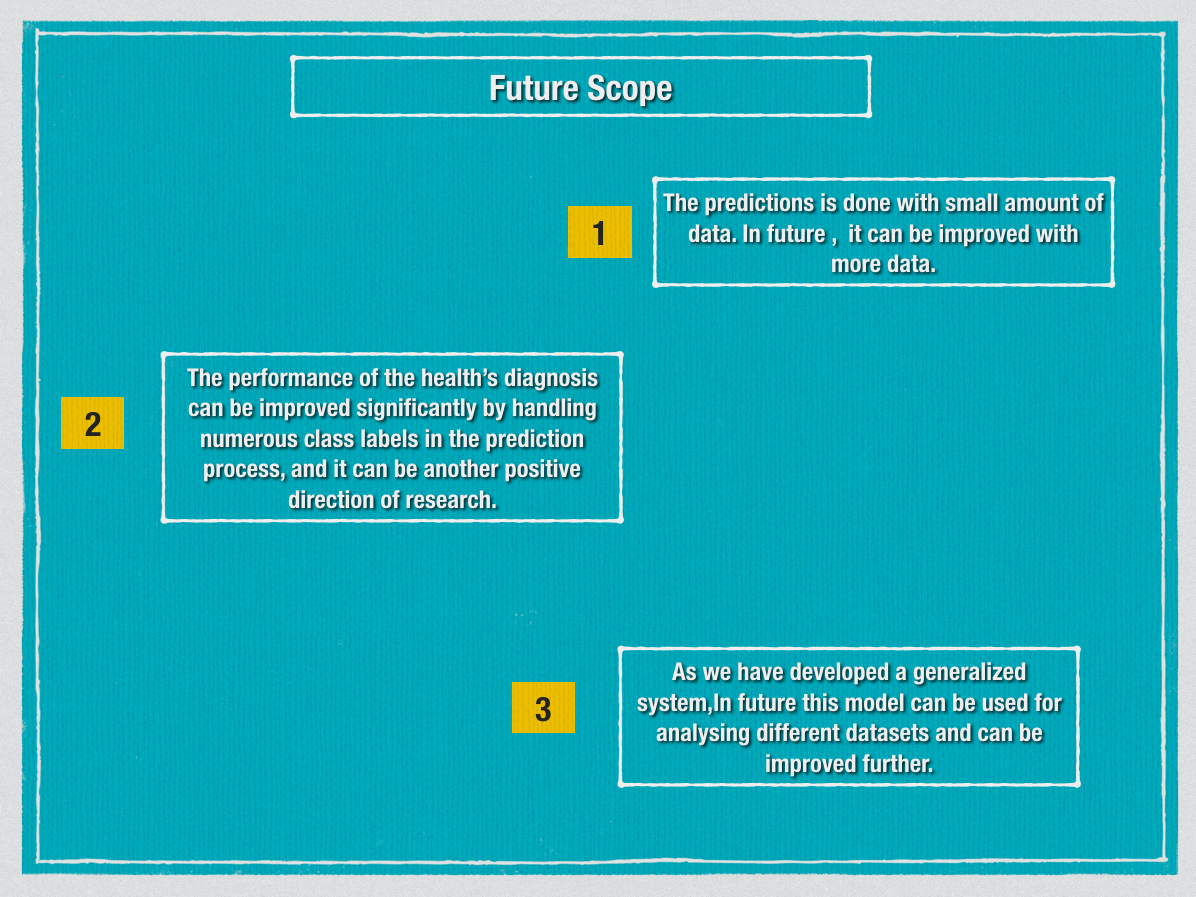 Future Scope
1
The predictions is done with small amount of
data. In future ,  it can be improved with
more data.
2
The performance of the health’s diagnosis
can be improved significantly by handling
numerous class labels in the prediction
process, and it can be another positive
direction of research.
3
As we have developed a generalized
system,In future this model can be used for
analysing different datasets and can be
improved further.